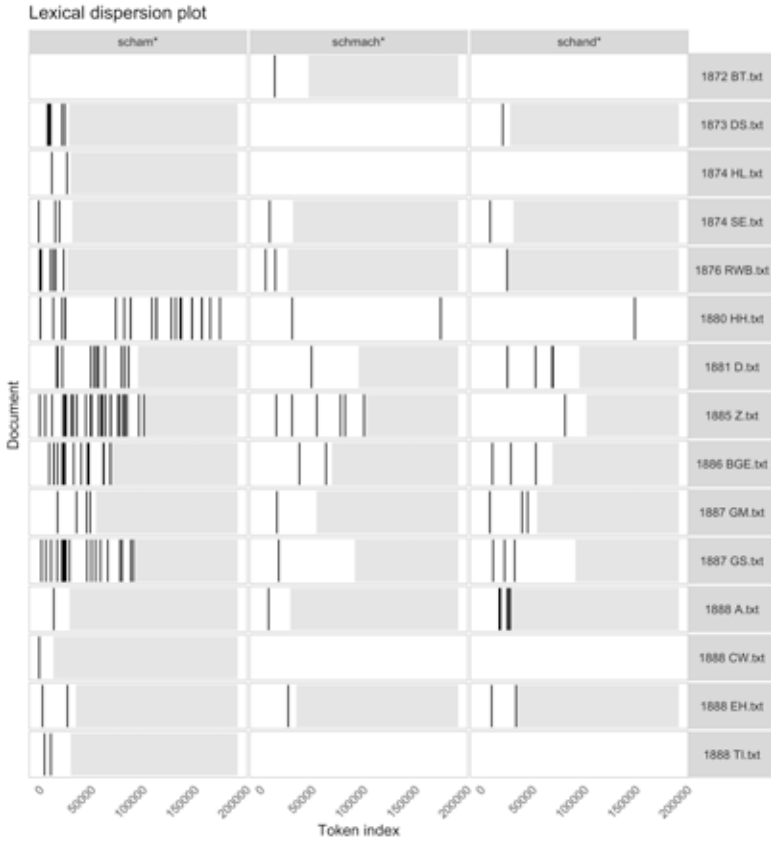 Lexical dispersion plot
scham* schmach* schand*
1872 BT.txt
1873 DS.txt
1874 HL.txt
1874 SE.txt
1876 RWB.txt
1880 HH.txt
1881 D.txt
1885 Z.txt
1886 BGE.txt
1887 GM.txt
1887 GS.txt
1888 A.txt
1888 CW.txt
1888 EH.txt
1888 TI.txt
Document
0 50000 100000 150000 200000 0 50000 100000 150000 200000 0 50000 100000 150000 200000
Token index